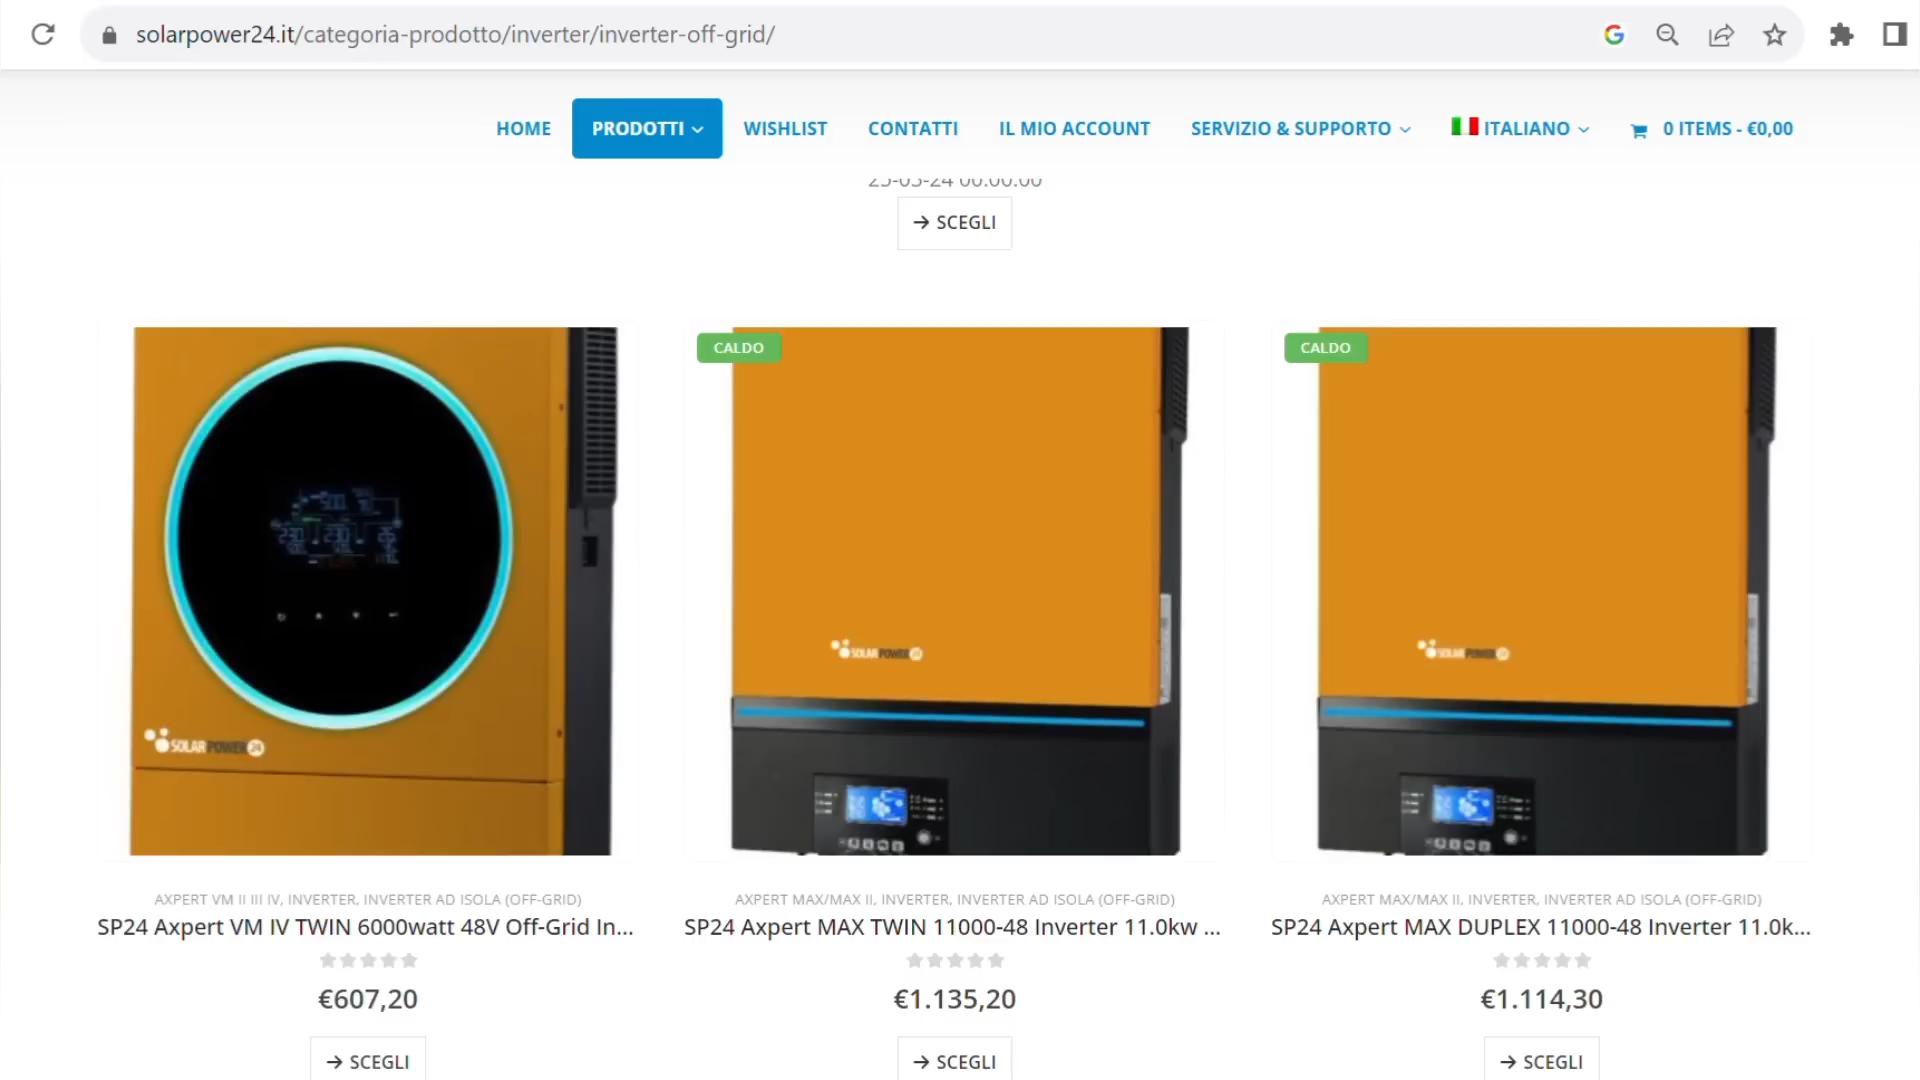 solarpower24.it/categoria-prodotto/inverter/inverter-off-grid/
HOME PRODOTTI WISHLIST CONTATTI IL MIO ACCOUNT SERVIZIO & SUPPORTO ITALIANO 0 ITEMS - €0,00
→ SCEGLI
CALDO
CALDO
SOLARPOWER24
SOLARPOWER24
SOLARPOWER24
AXPERT VM II III IV, INVERTER, INVERTER AD ISOLA (OFF-GRID)
SP24 Axpert VM IV TWIN 6000watt 48V Off-Grid In...
€607,20
→ SCEGLI
AXPERT MAX/MAX II, INVERTER, INVERTER AD ISOLA (OFF-GRID)
SP24 Axpert MAX TWIN 11000-48 Inverter 11.0kw ...
€1.135,20
→ SCEGLI
AXPERT MAX/MAX II, INVERTER, INVERTER AD ISOLA (OFF-GRID)
SP24 Axpert MAX DUPLEX 11000-48 Inverter 11.0k...
€1.114,30
→ SCEGLI